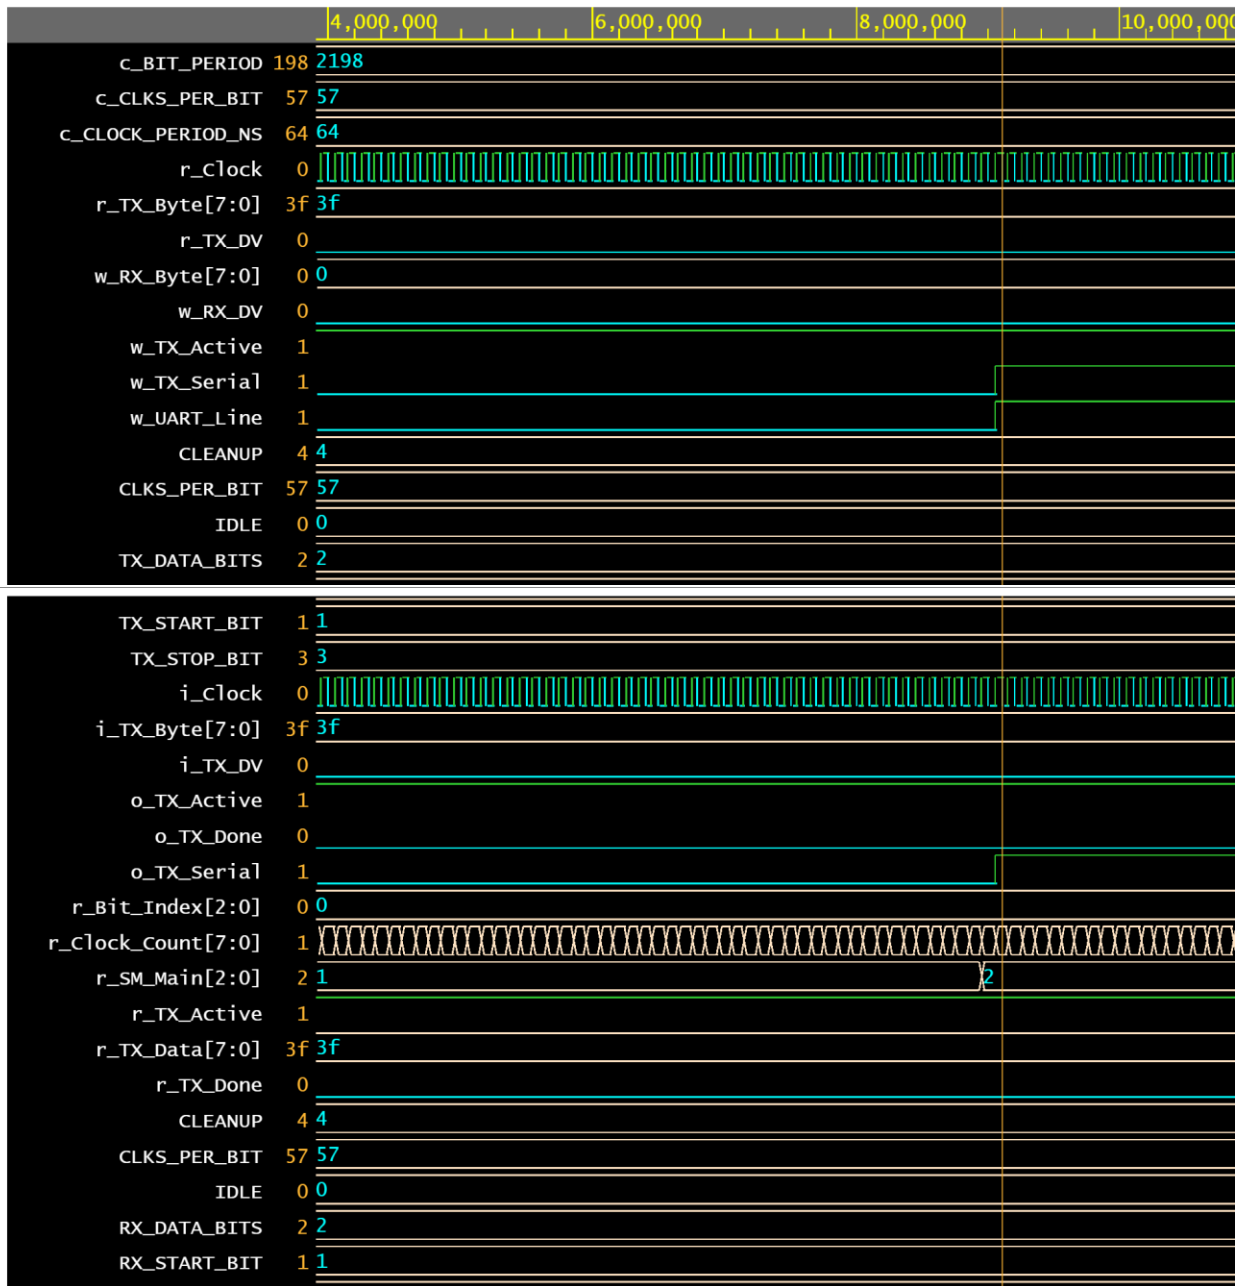 4,000,000 6,000,000 8,000,000 10,000,00
c_BIT_PERIOD 198 2198
c_CLKS_PER_BIT 57 57
c_CLOCK_PERIOD_NS 64 64
r_Clock 0
r_TX_Byte[7:0] 3f 3f
r_TX_DV 0
w_RX_Byte[7:0] 0 0
w_RX_DV 0
w_TX_Active 1
w_TX_Serial 1
w_UART_Line 1
CLEANUP 4 4
CLKS_PER_BIT 57 57
IDLE 0 0
TX_DATA_BITS 2 2
TX_START_BIT 1 1
TX_STOP_BIT 3 3
i_Clock 0
i_TX_Byte[7:0] 3f 3f
i_TX_DV 0
o_TX_Active 1
o_TX_Done 0
o_TX_Serial 1
r_Bit_Index[2:0] 0 0
r_Clock_Count[7:0] 1
r_SM_Main[2:0] 2 1 2
r_TX_Active 1
r_TX_Data[7:0] 3f 3f
r_TX_Done 0
CLEANUP 4 4
CLKS_PER_BIT 57 57
IDLE 0 0
RX_DATA_BITS 2 2
RX_START_BIT 1 1